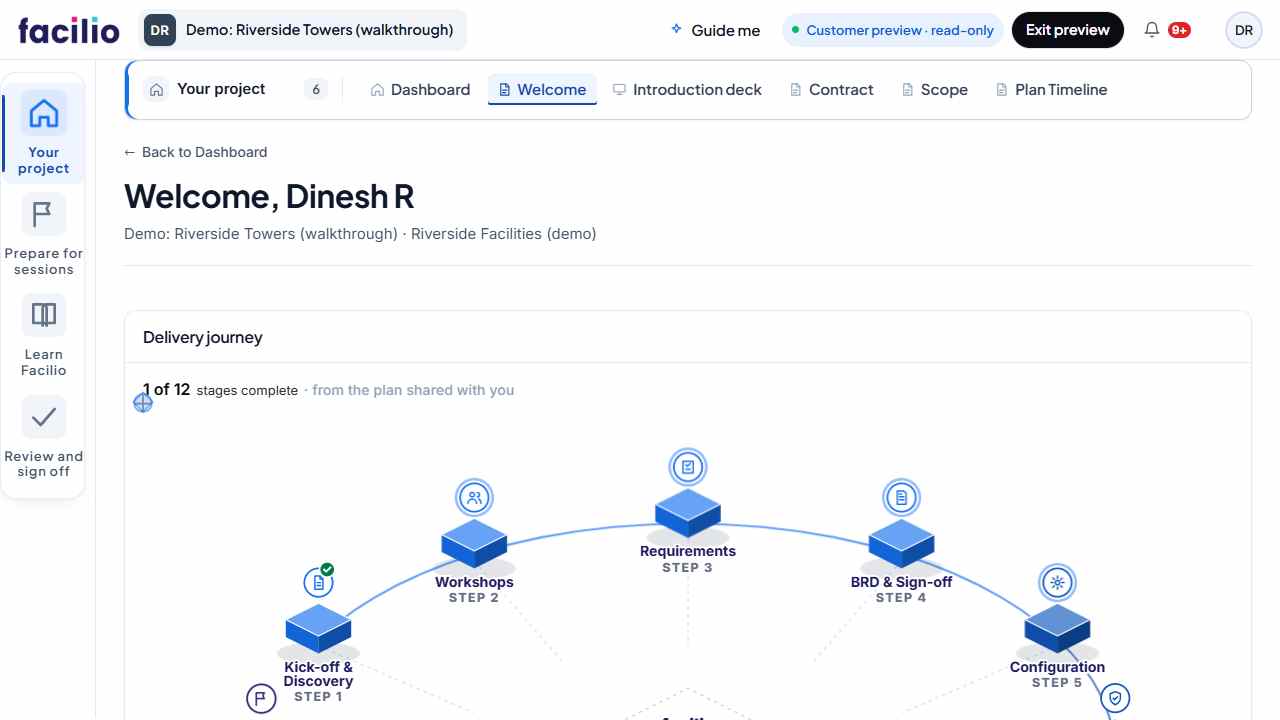 facilio
DR
Demo: Riverside Towers (walkthrough)
Guide me
Customer preview · read-only
Exit preview
9+
DR
Your project
6
Dashboard
Welcome
Introduction deck
Contract
Scope
Plan Timeline
Your
project
Prepare for
sessions
Learn
Facilio
Review and
sign off
← Back to Dashboard
Welcome, Dinesh R
Demo: Riverside Towers (walkthrough) · Riverside Facilities (demo)
Delivery journey
1 of 12 stages complete · from the plan shared with you
Requirements
STEP 3
Workshops
STEP 2
BRD & Sign-off
STEP 4
Kick-off &
Discovery
STEP 1
Configuration
STEP 5